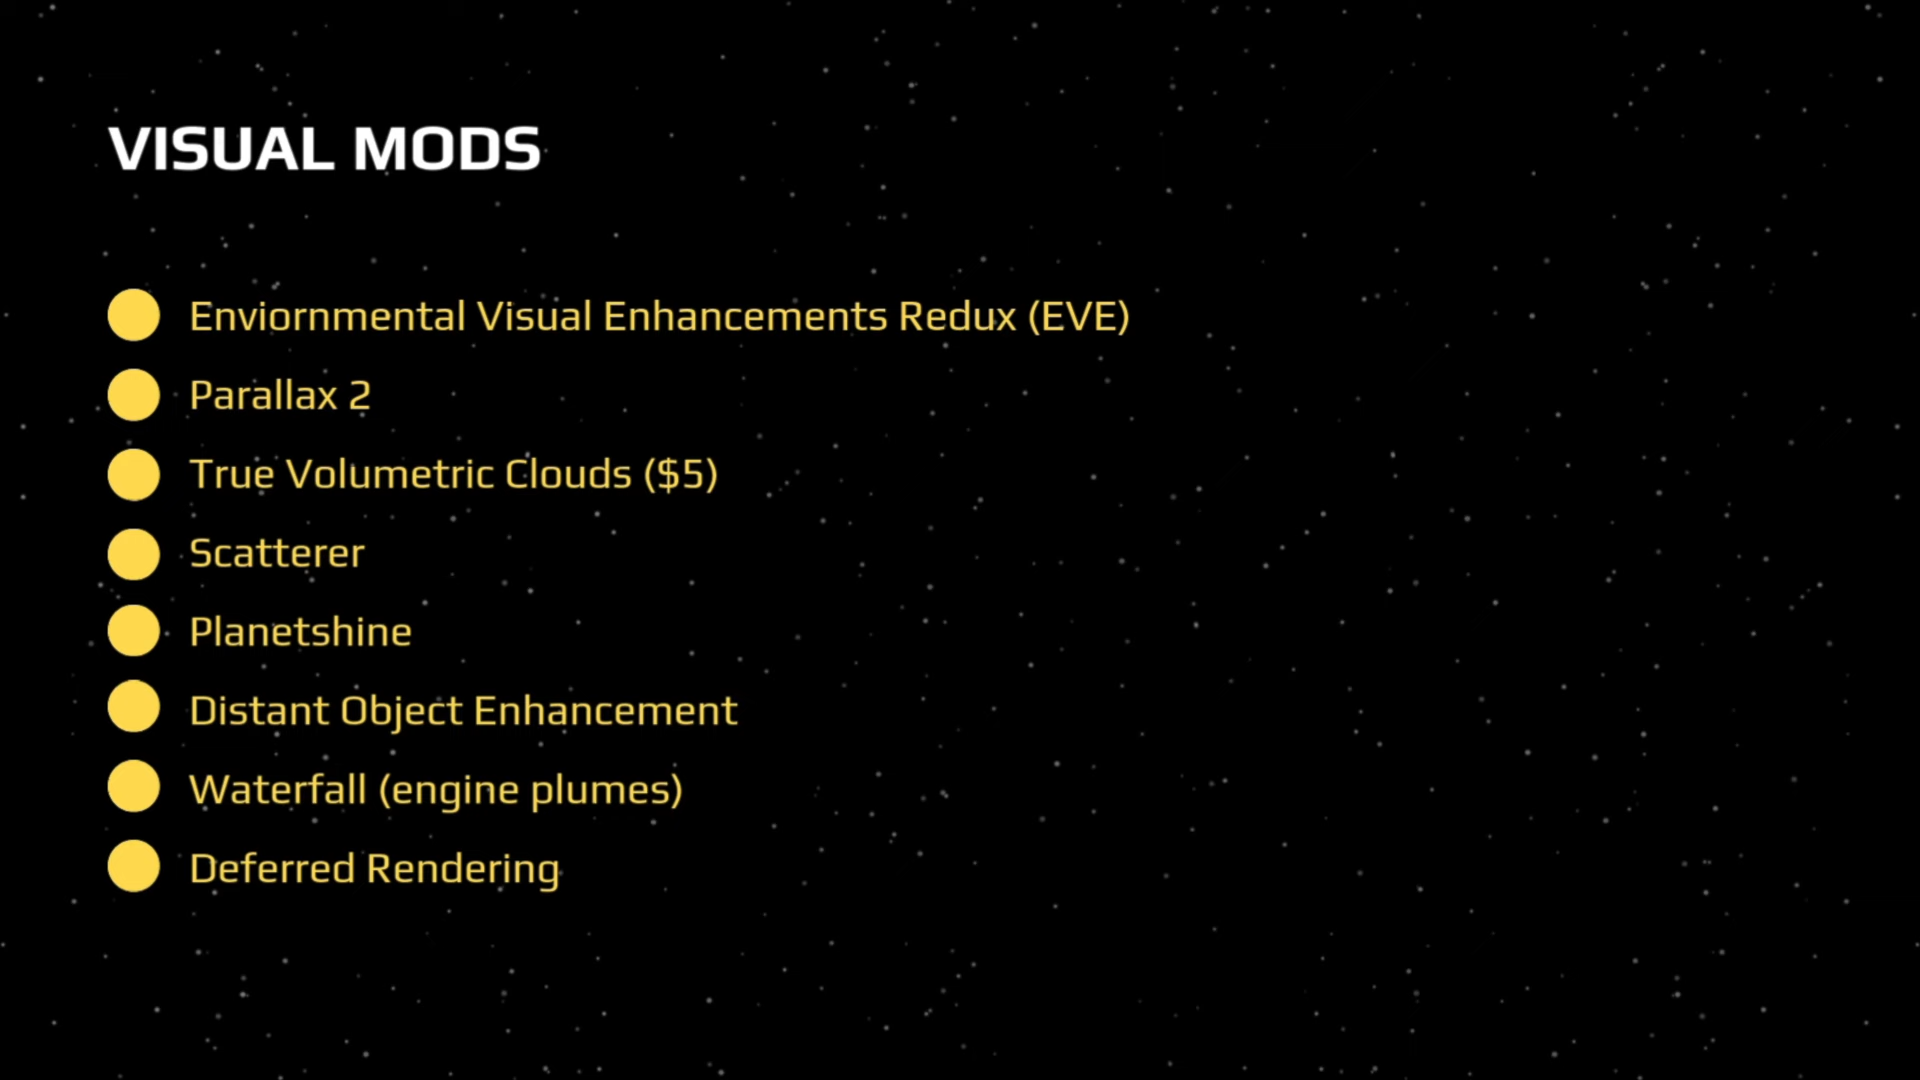 VISUAL MODS
Enviornmental Visual Enhancements Redux (EVE)
Parallax 2
True Volumetric Clouds ($5)
Scatterer
Planetshine
Distant Object Enhancement
Waterfall (engine plumes)
Deferred Rendering